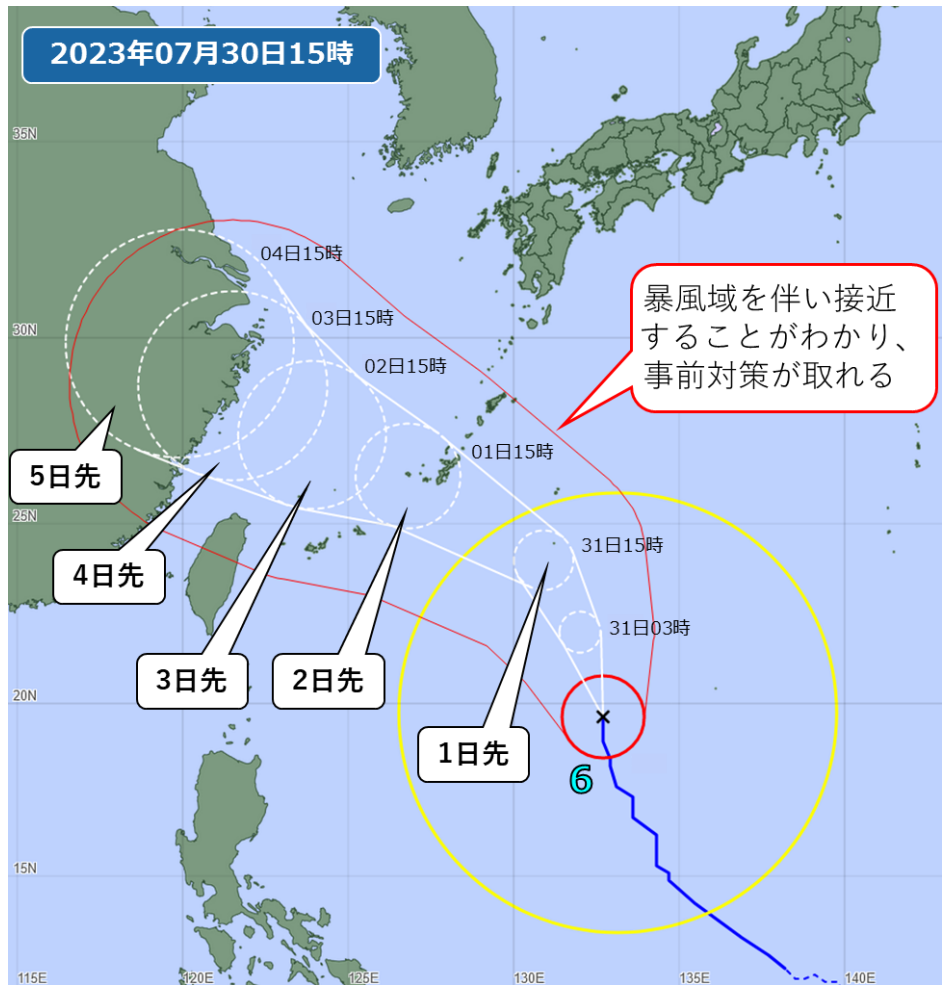 2023年07月30日15時
35N
04日15時
暴風域を伴い接近
することがわかり、
事前対策が取れる
03日15時
30N
02日15時
01日15時
5日先
25N
31日15時
4日先
31日03時
3日先
2日先
20N
1日先
6
15N
115E
120E
125E
130E
135E
140E